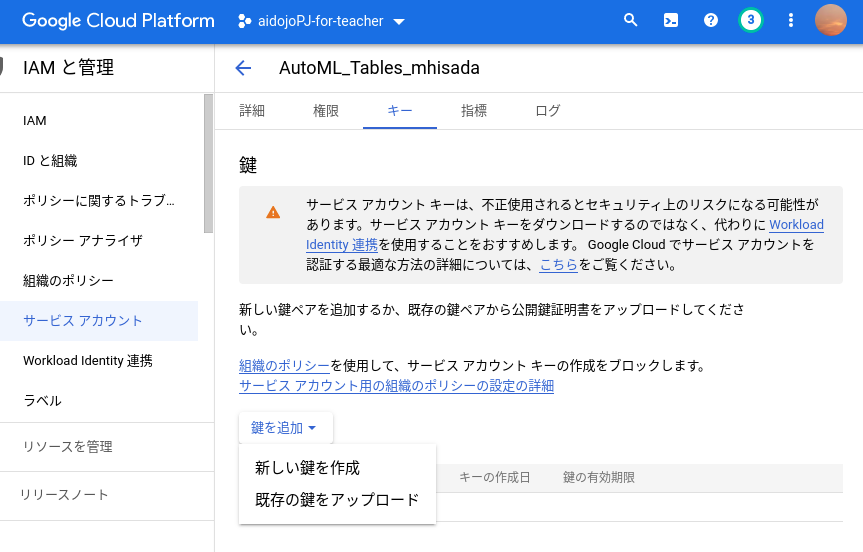 Google Cloud Platform
aidojoPJ-for-teacher
3
IAM と管理
AutoML_Tables_mhisada
詳細 権限 キー 指標 ログ
IAM
ID と組織
ポリシーに関するトラブ...
ポリシー アナライザ
組織のポリシー
サービス アカウント
Workload Identity 連携
ラベル
リソースを管理
リリースノート
鍵
サービス アカウント キーは、不正使用されるとセキュリティ上のリスクになる可能性が
あります。サービス アカウント キーをダウンロードするのではなく、代わりに Workload
Identity 連携を使用することをおすすめします。 Google Cloud でサービス アカウントを
認証する最適な方法の詳細については、こちらをご覧ください。
新しい鍵ペアを追加するか、既存の鍵ペアから公開鍵証明書をアップロードしてくださ
い。
組織のポリシーを使用して、サービス アカウント キーの作成をブロックします。
サービス アカウント用の組織のポリシーの設定の詳細
鍵を追加
新しい鍵を作成
既存の鍵をアップロード
キーの作成日 鍵の有効期限